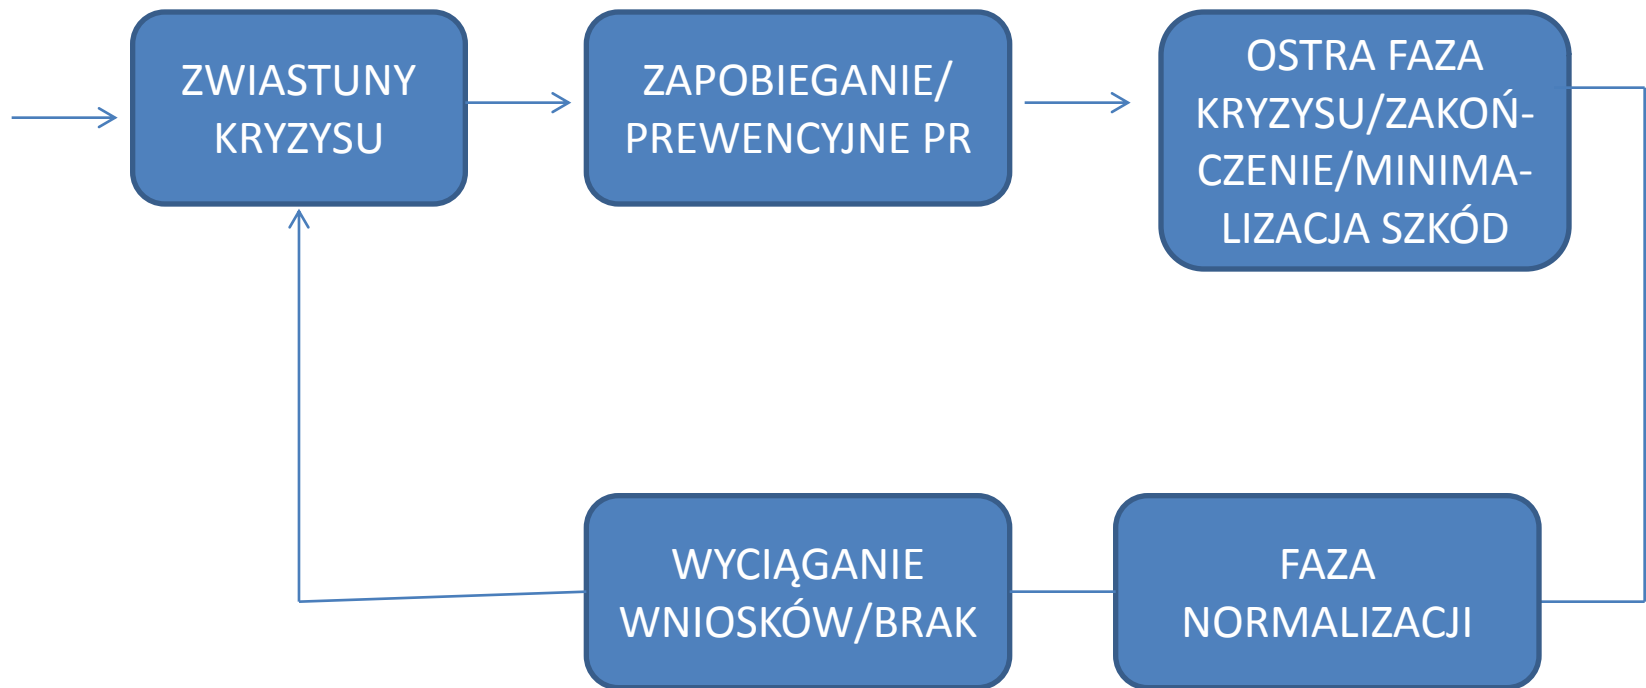 ZWIASTUNY
KRYZYSU
ZAPOBIEGANIE/
PREWENCYJNE PR
OSTRA FAZA
KRYZYSU/ZAKOŃ-
CZENIE/MINIMA-
LIZACJA SZKÓD
WYCIĄGANIE
WNIOSKÓW/BRAK
FAZA
NORMALIZACJI